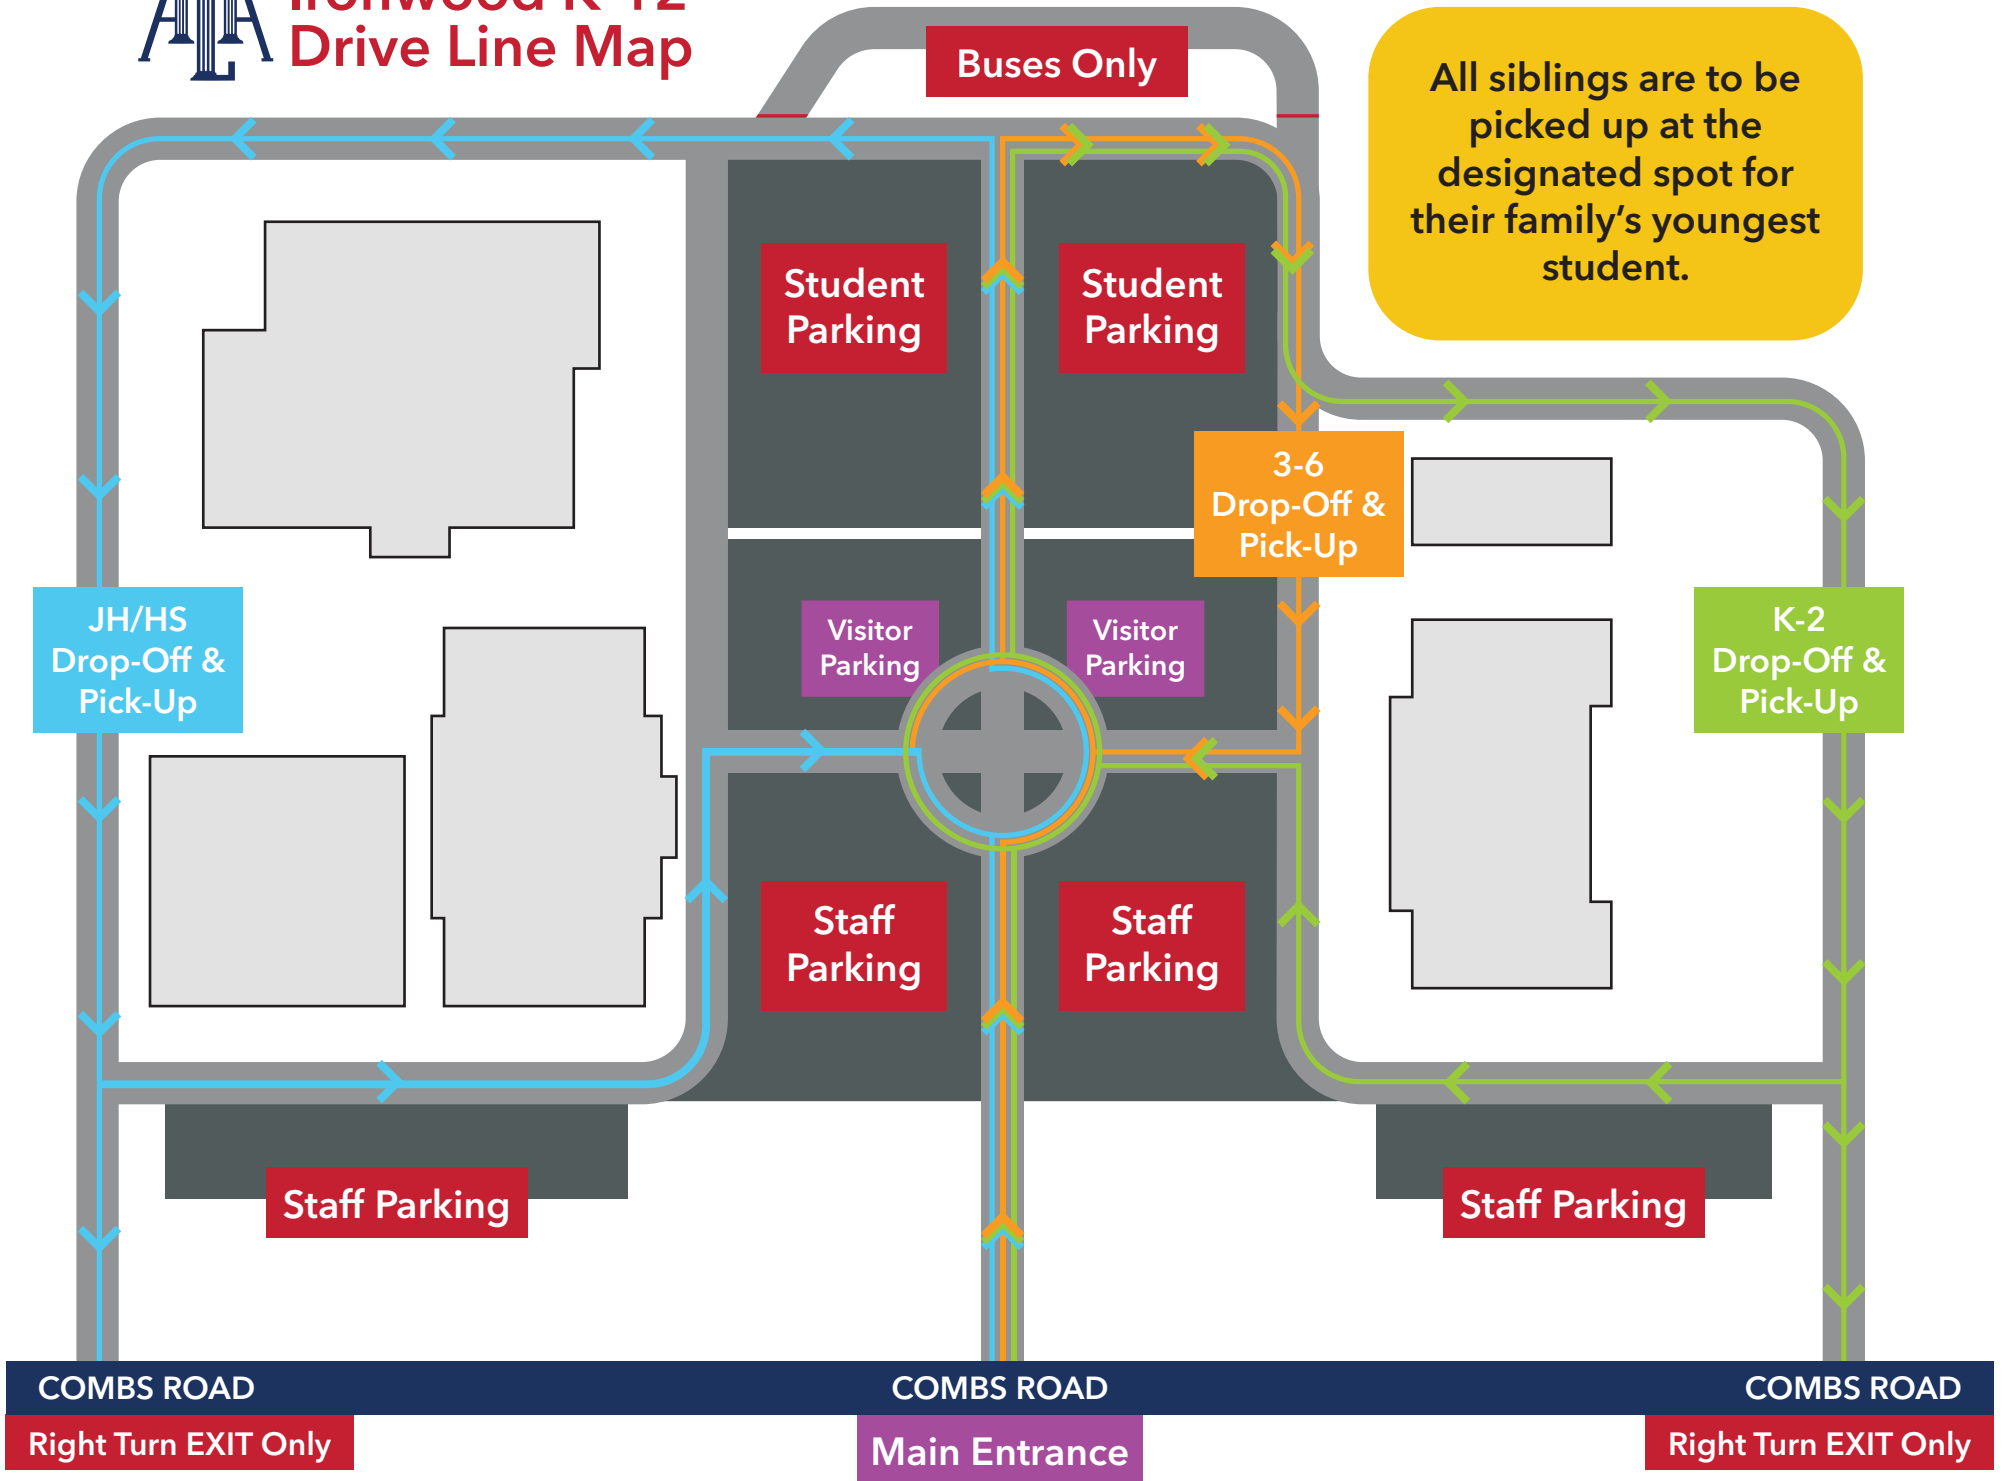 ATA
Ironwood K-12
Drive Line Map
Buses Only
All siblings are to be
picked up at the
designated spot for
their family's youngest
student.
Student
Parking
Student
Parking
3-6
Drop-Off &
Pick-Up
JH/HS
Drop-Off &
Pick-Up
Visitor
Parking
Visitor
Parking
K-2
Drop-Off &
Pick-Up
Staff
Parking
Staff
Parking
Staff Parking
Staff Parking
COMBS ROAD
COMBS ROAD
COMBS ROAD
Right Turn EXIT Only
Main Entrance
Right Turn EXIT Only